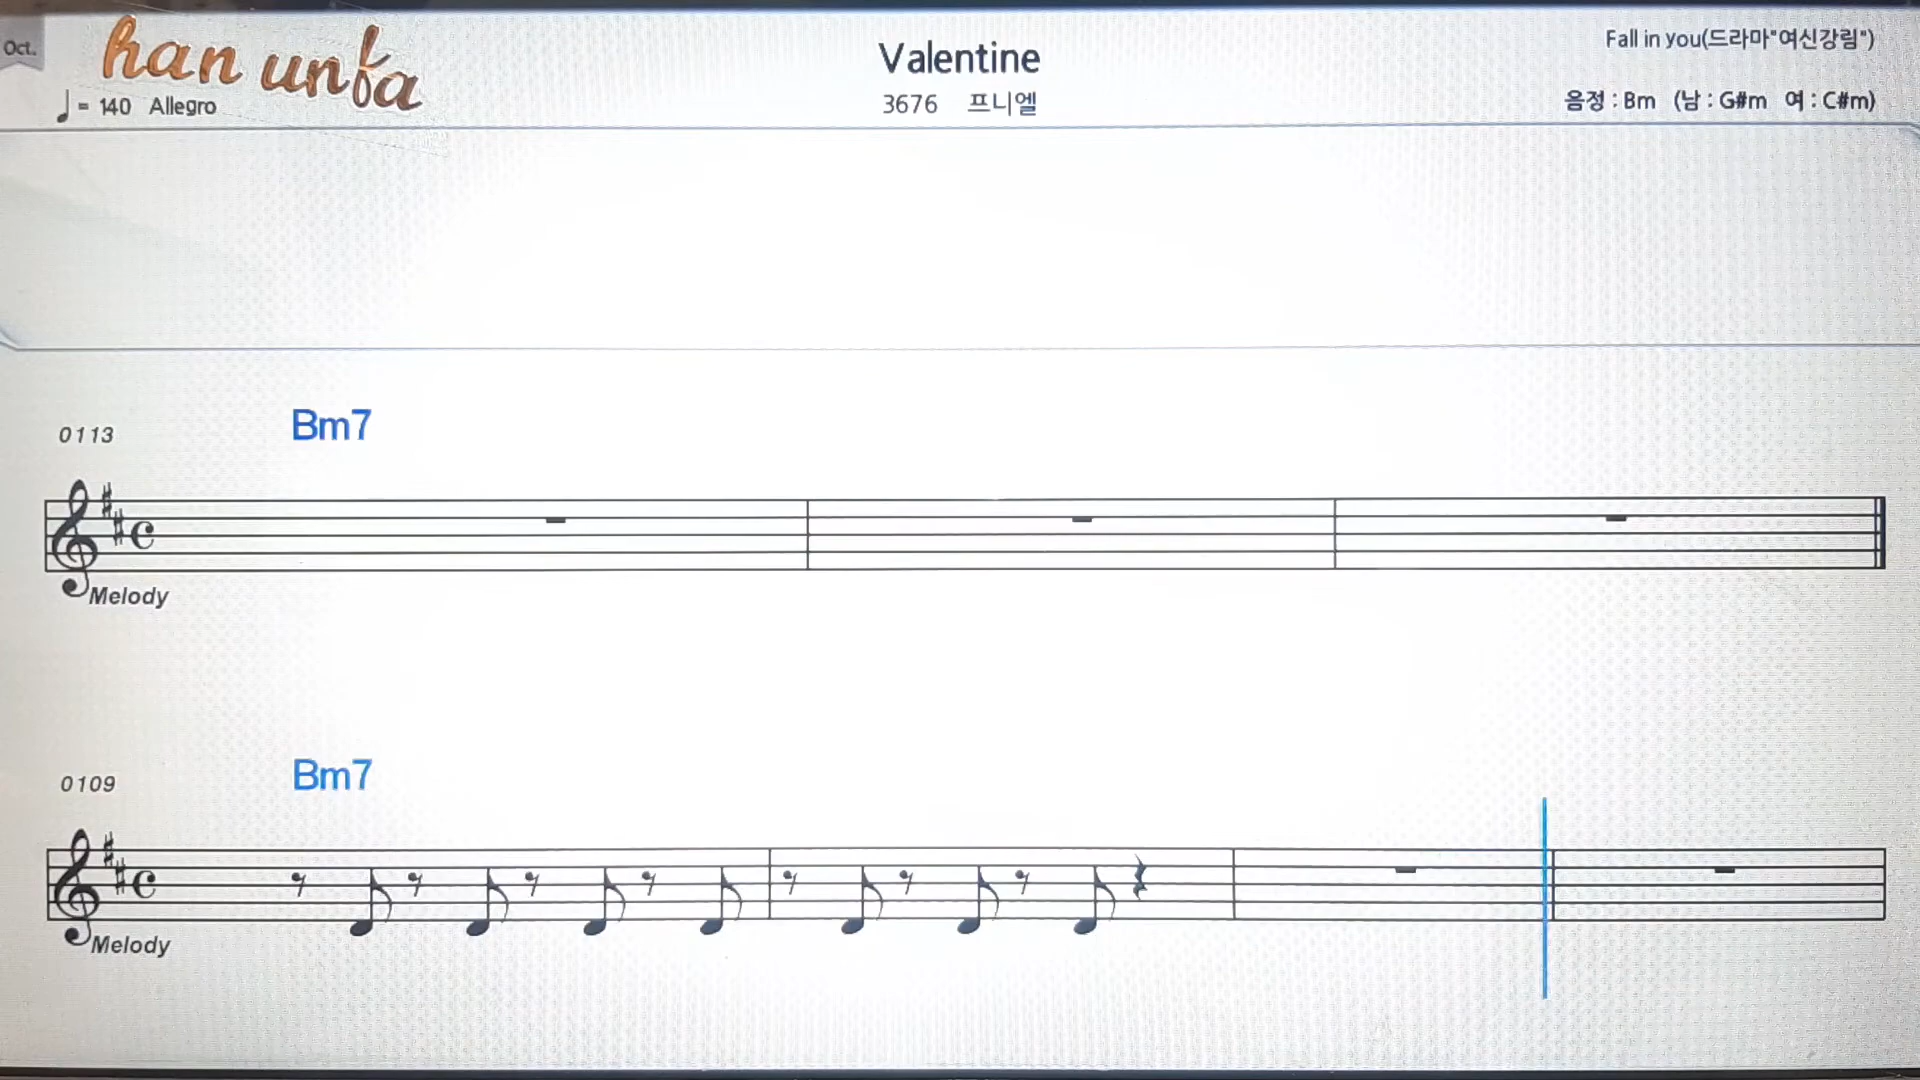 Oct.
han unfa
= 140 Allegro
Valentine
3676 프니엘
Fall in you(드라마"여신강림")
음정 : Bm (남 : G#m 여 : C#m)
0113
Bm7
Melody
0109
Bm7
Melody